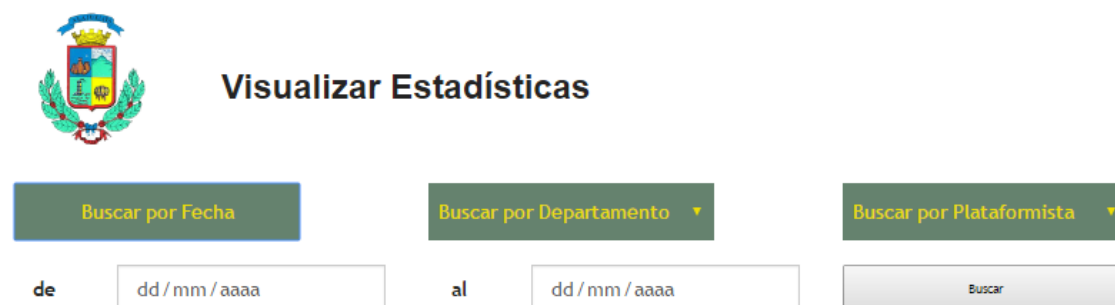 Visualizar Estadísticas
Buscar por Fecha Buscar por Departamento ▼ Buscar por Plataformista ▼
de dd/mm/aaaa al dd/mm/aaaa Buscar